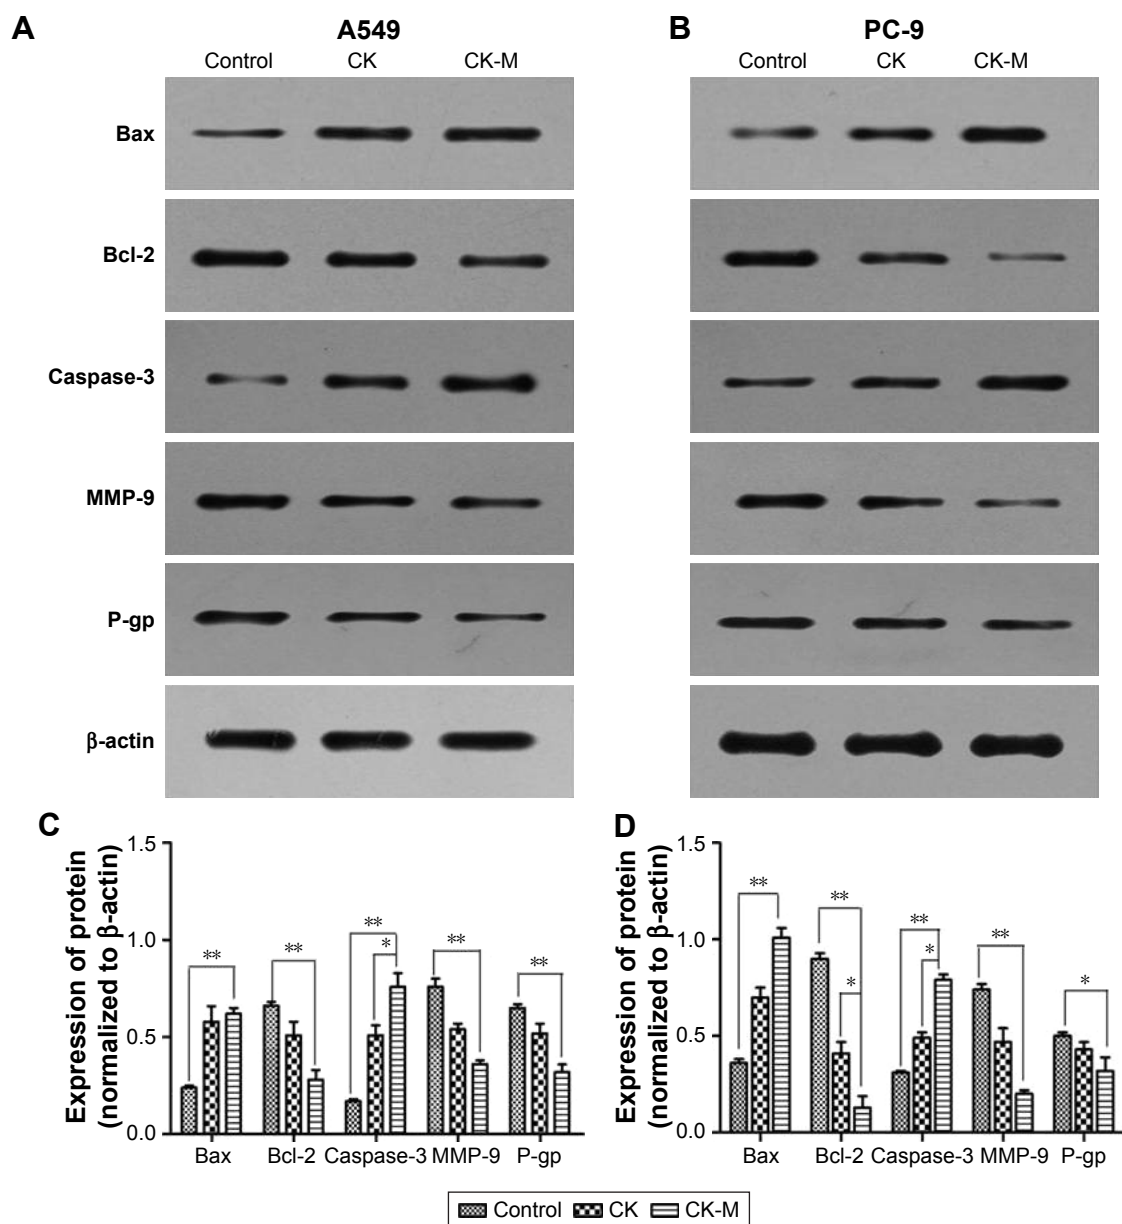 A
A549
B
PC-9
Control CK CK-M
Control CK CK-M
Bax
Bcl-2
Caspase-3
MMP-9
P-gp
β-actin
C
Expression of protein
(normalized to β-actin)
1.5
1.0
0.5
0.0
**
**
**
*
**
**
Bax Bcl-2 Caspase-3 MMP-9 P-gp
D
Expression of protein
(normalized to β-actin)
1.5
1.0
0.5
0.0
**
**
*
**
*
**
*
Bax Bcl-2 Caspase-3 MMP-9 P-gp
Control CK CK-M